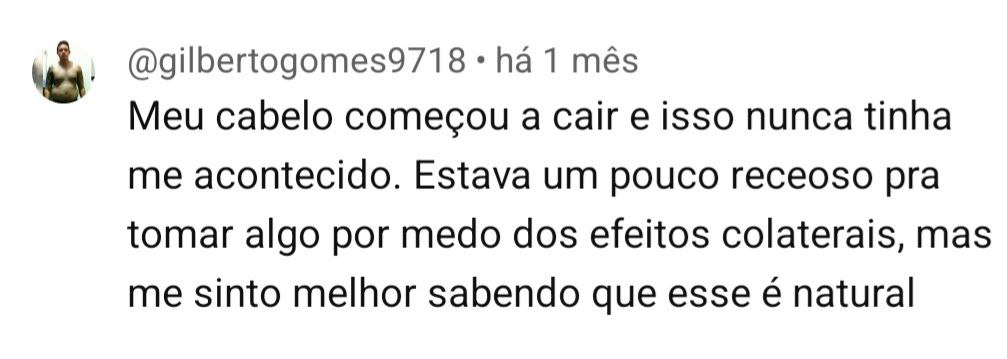 @gilbertogomes9718 • há 1 mês
Meu cabelo começou a cair e isso nunca tinha
me acontecido. Estava um pouco receoso pra
tomar algo por medo dos efeitos colaterais, mas
me sinto melhor sabendo que esse é natural